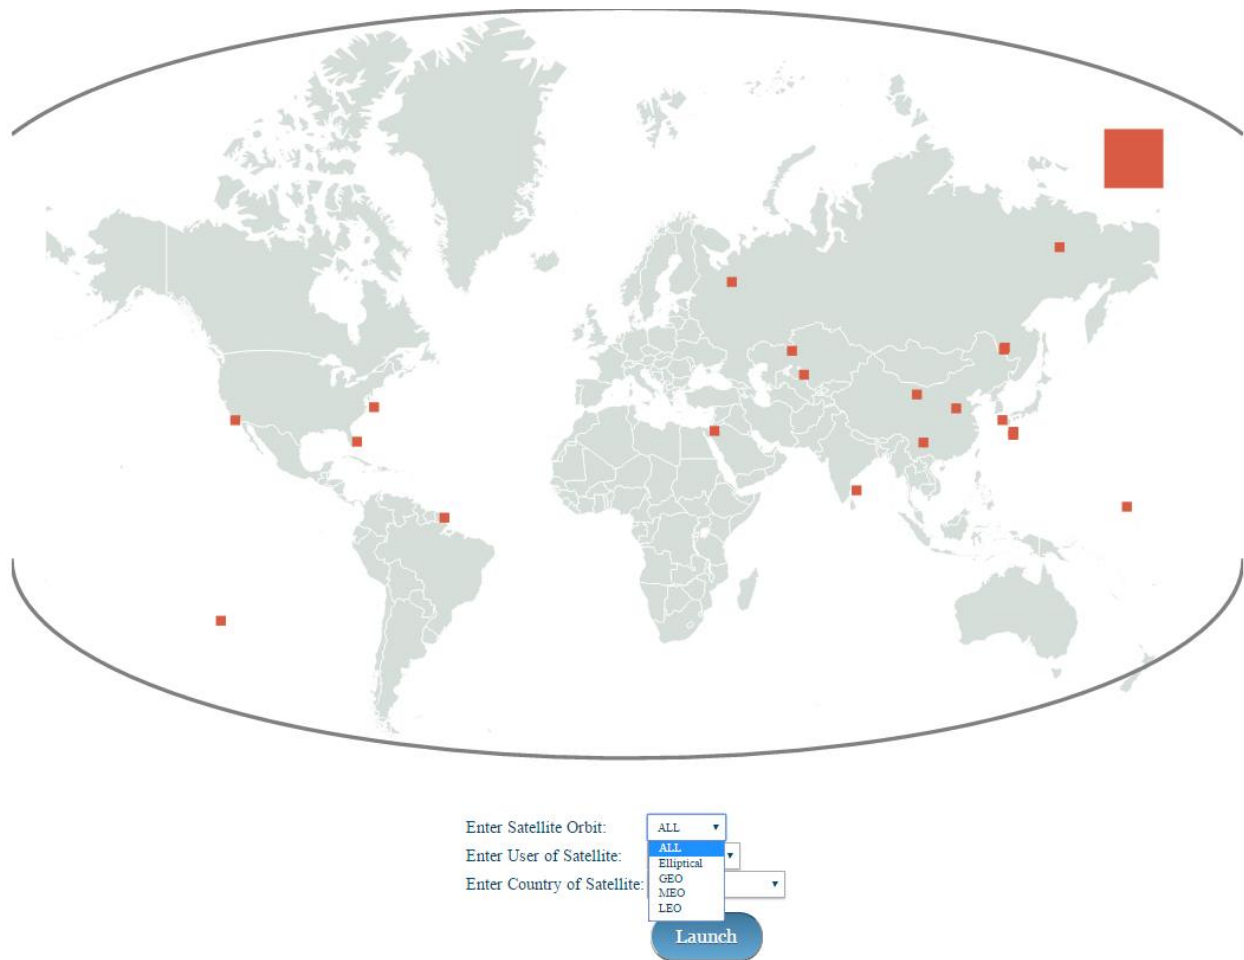 Enter Satellite Orbit: ALL
ALL
Enter User of Satellite:
Elliptical
GEO
Enter Country of Satellite:
MEO
LEO
Launch